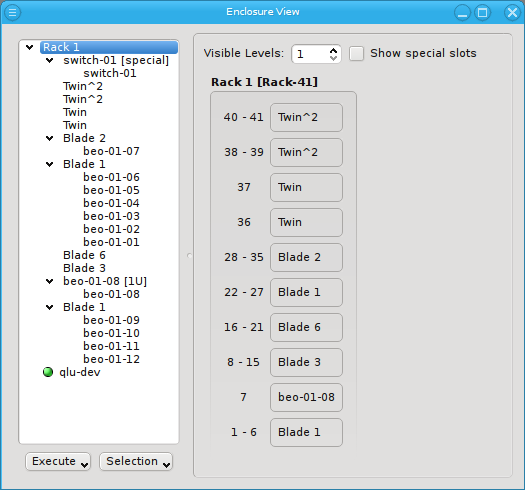 Enclosure View
Rack 1
switch-01 [special]
switch-01
Twin^2
Twin^2
Twin
Twin
Blade 2
beo-01-07
Blade 1
beo-01-06
beo-01-05
beo-01-04
beo-01-03
beo-01-02
beo-01-01
Blade 6
Blade 3
beo-01-08 [1U]
beo-01-08
Blade 1
beo-01-09
beo-01-10
beo-01-11
beo-01-12
qlu-dev
Execute
Selection
Visible Levels: 1 Show special slots
Rack 1 [Rack-41]
40 - 41 Twin^2
38 - 39 Twin^2
37 Twin
36 Twin
28 - 35 Blade 2
22 - 27 Blade 1
16 - 21 Blade 6
8 - 15 Blade 3
7 beo-01-08
1 - 6 Blade 1